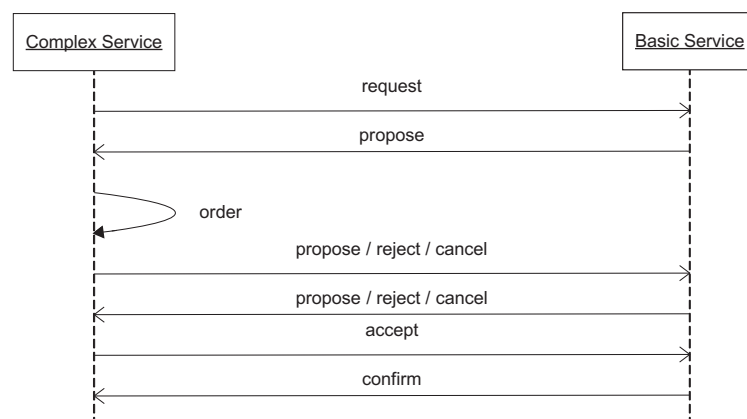 Complex Service
Basic Service
request
propose
order
propose / reject / cancel
propose / reject / cancel
accept
confirm